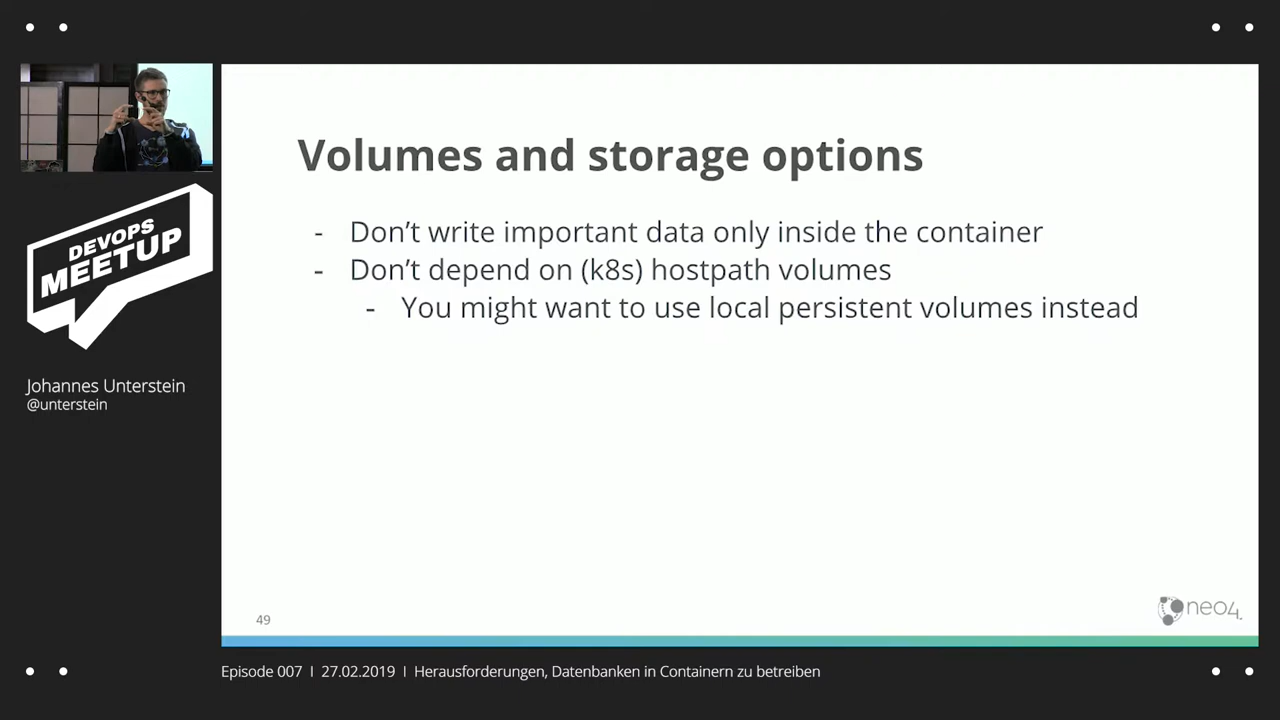 DEVOPS
MEETUP
Johannes Unterstein
@unterstein
Volumes and storage options
- Don’t write important data only inside the container
- Don’t depend on (k8s) hostpath volumes
- You might want to use local persistent volumes instead
49
neo4j
Episode 007 | 27.02.2019 | Herausforderungen, Datenbanken in Containern zu betreiben